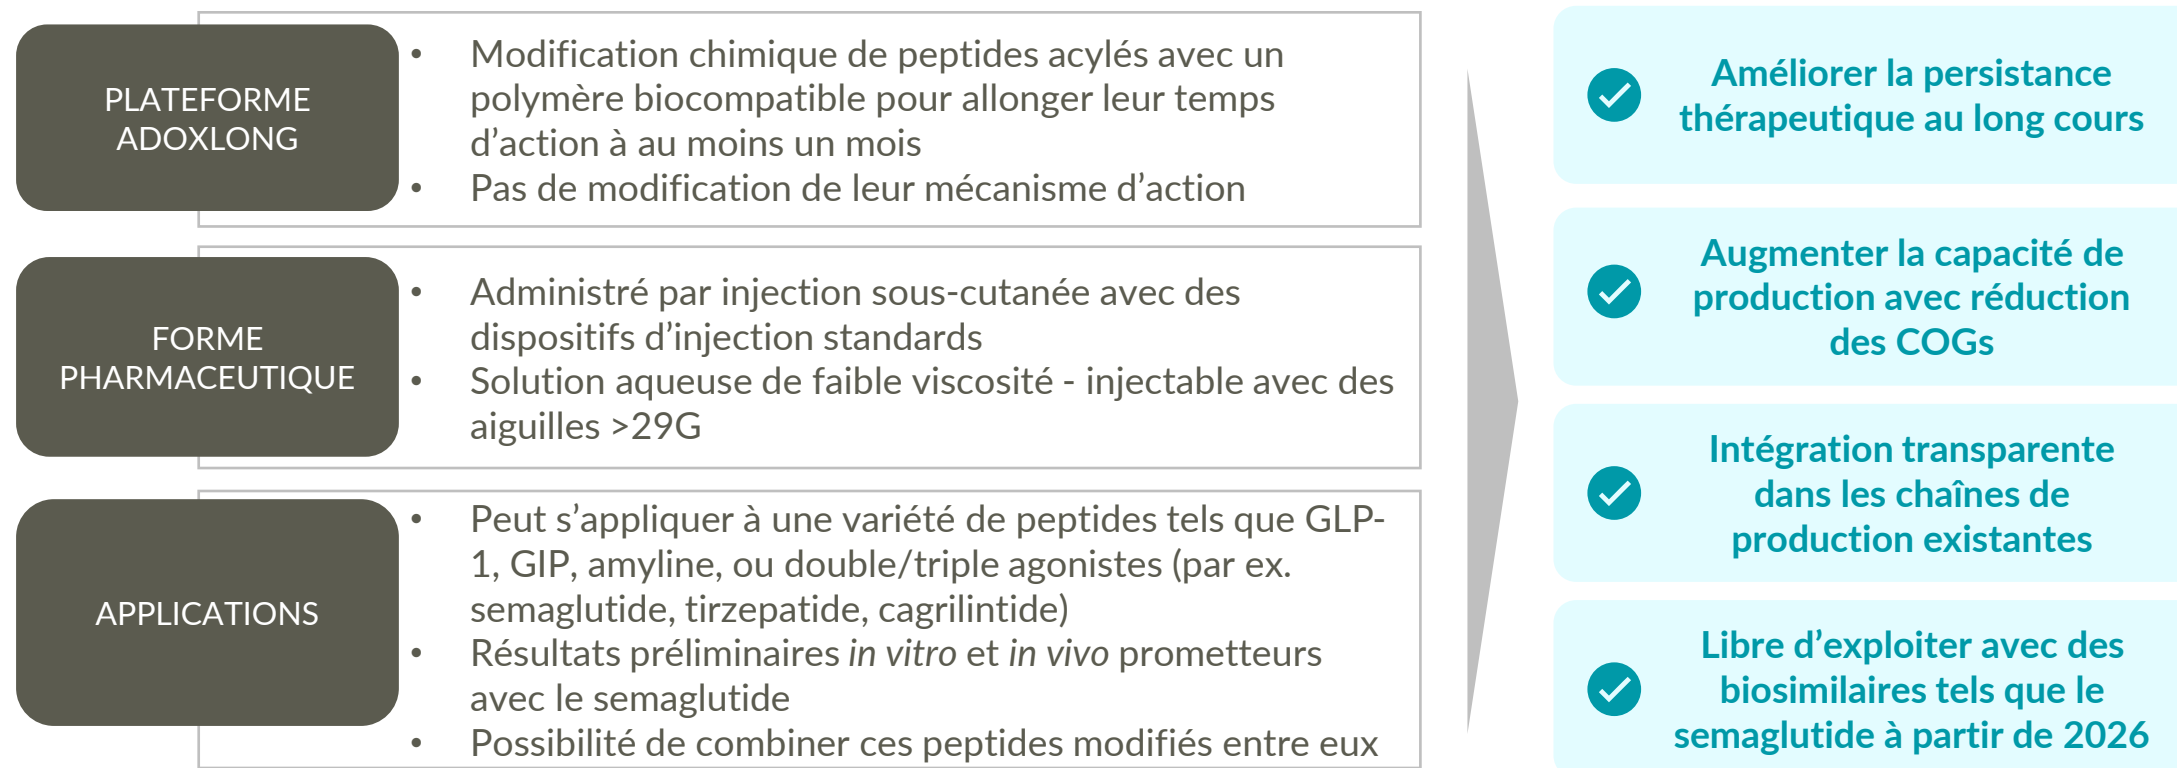 PLATEFORME
ADOXLONG
• Modification chimique de peptides acylés avec un
polymère biocompatible pour allonger leur temps
d’action à au moins un mois
• Pas de modification de leur mécanisme d’action
FORME
PHARMACEUTIQUE
• Administré par injection sous-cutanée avec des
dispositifs d’injection standards
• Solution aqueuse de faible viscosité - injectable avec des
aiguilles >29G
APPLICATIONS
• Peut s’appliquer à une variété de peptides tels que GLP-
1, GIP, amyline, ou double/triple agonistes (par ex.
semaglutide, tirzepatide, cagrilintide)
• Résultats préliminaires in vitro et in vivo prometteurs
avec le semaglutide
• Possibilité de combiner ces peptides modifiés entre eux
Améliorer la persistance
thérapeutique au long cours
Augmenter la capacité de
production avec réduction
des COGs
Intégration transparente
dans les chaînes de
production existantes
Libre d’exploiter avec des
biosimilaires tels que le
semaglutide à partir de 2026